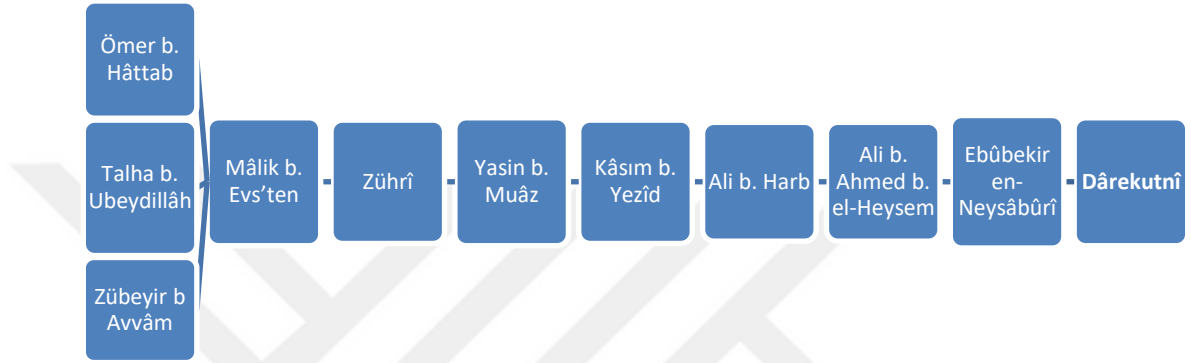 Ömer b.
Hâttab
Talha b.
Ubeydillâh
Zübeyir b
Avvâm
Mâlik b.
Evs’ten
Zührî
Yasin b.
Muâz
Kâsım b.
Yezîd
Ali b. Harb
Ali b.
Ahmed b.
el-Heysem
Ebûbekir
en-
Neysâbûrî
Dârekutnî